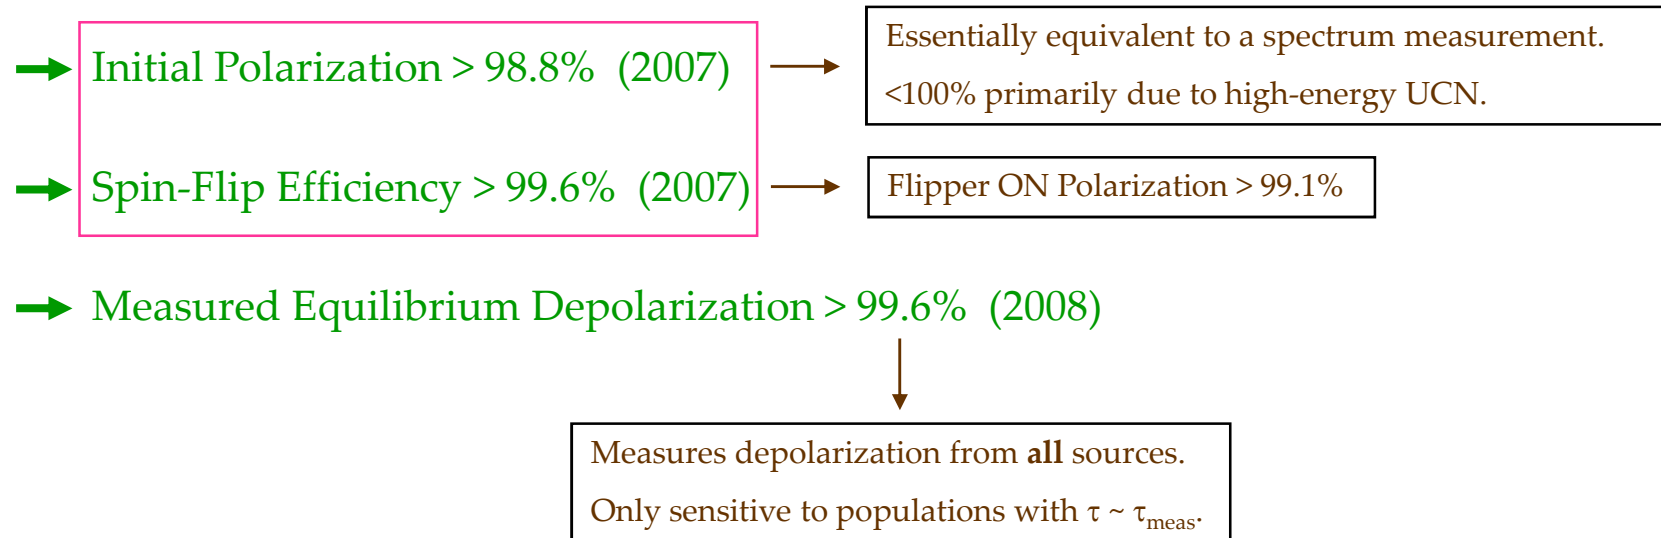 Initial Polarization > 98.8% (2007)
Essentially equivalent to a spectrum measurement.
<100% primarily due to high-energy UCN.
Spin-Flip Efficiency > 99.6% (2007)
Flipper ON Polarization > 99.1%
Measured Equilibrium Depolarization > 99.6% (2008)
Measures depolarization from all sources.
Only sensitive to populations with τ ~ τmeas.